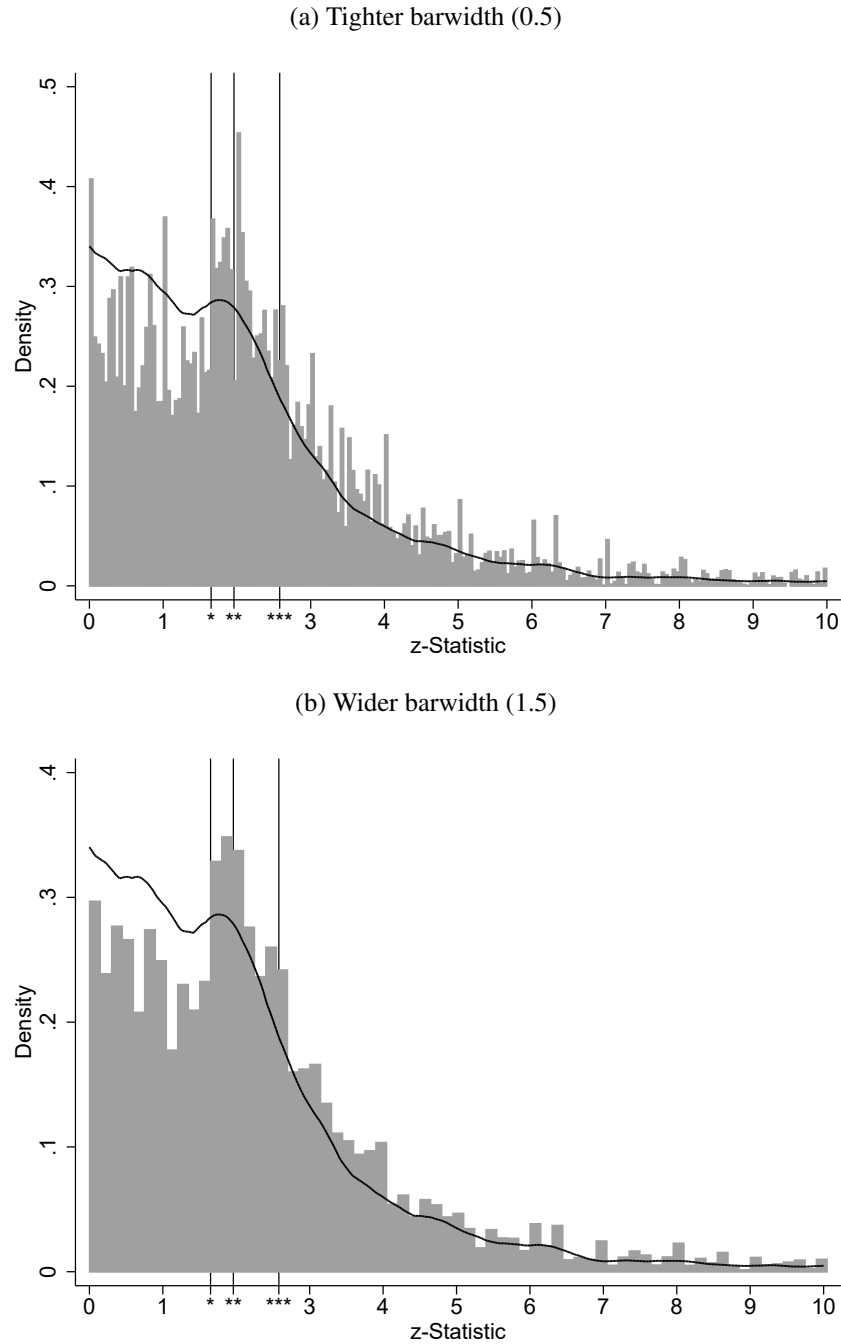 (a) Tighter barwidth (0.5)
.5
.4
.3
.2
.1
0
Density
0 1 * ** *** 3 4 5 6 7 8 9 10
z-Statistic
(b) Wider barwidth (1.5)
.4
.3
.2
.1
0
Density
0 1 * ** *** 3 4 5 6 7 8 9 10
z-Statistic